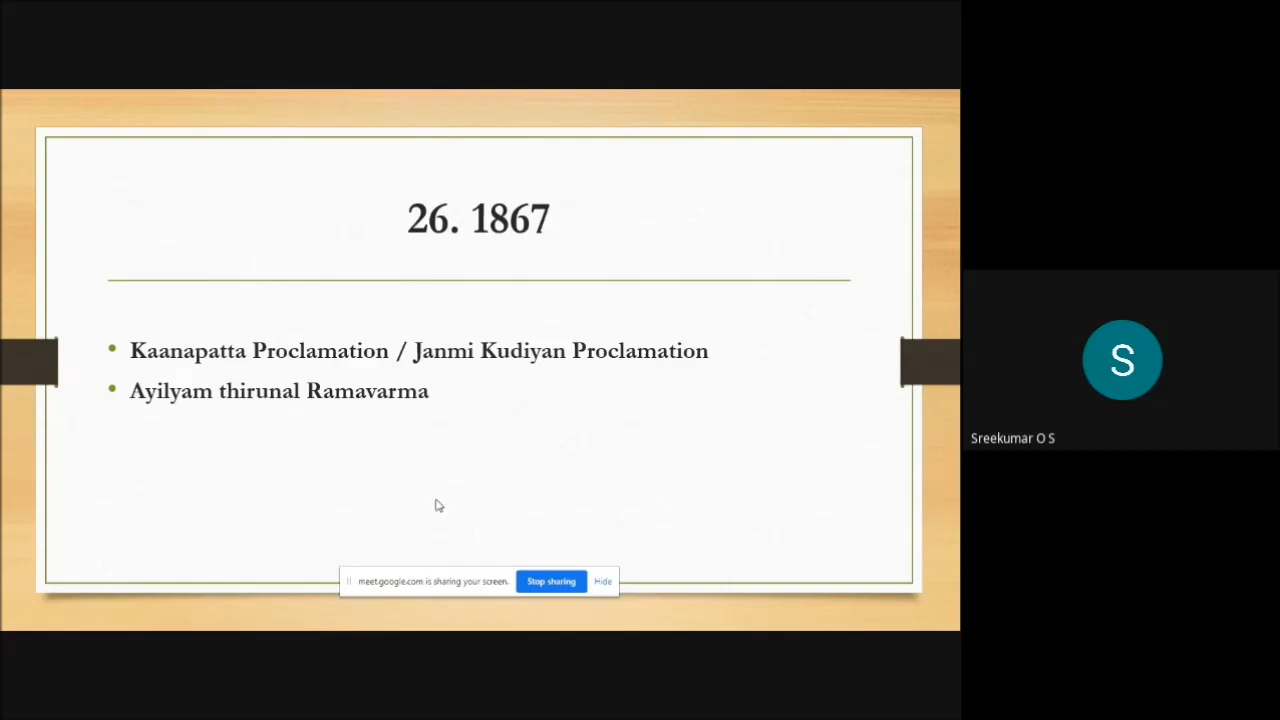 26. 1867
Kaanapatta Proclamation / Janmi Kudiyan Proclamation
Ayilyam thirunal Ramavarma
meet.google.com is sharing your screen.
Stop sharing
Hide
S
Sreekumar O S